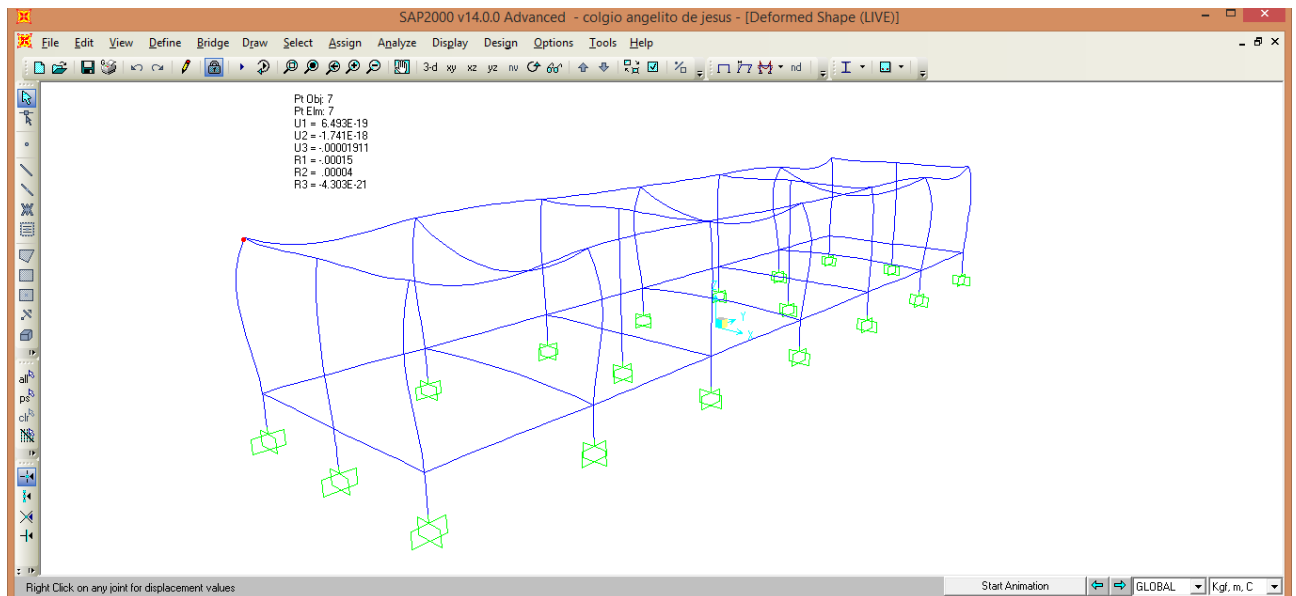 SAP2000 v14.0.0 Advanced - colgio angelito de jesus - [Deformed Shape (LIVE)]
File Edit View Define Bridge Draw Select Assign Analyze Display Design Options Tools Help
3-d xy xz yz nv nd
Pt Obj: 7
Pt Elm: 7
U1 = 6.493E-19
U2 = -1.741E-18
U3 = -.00001911
R1 = -.00015
R2 = .00004
R3 = -4.303E-21
Y
X
all
ps
clr
Right Click on any joint for displacement values
Start Animation
GLOBAL
Kgf, m, C